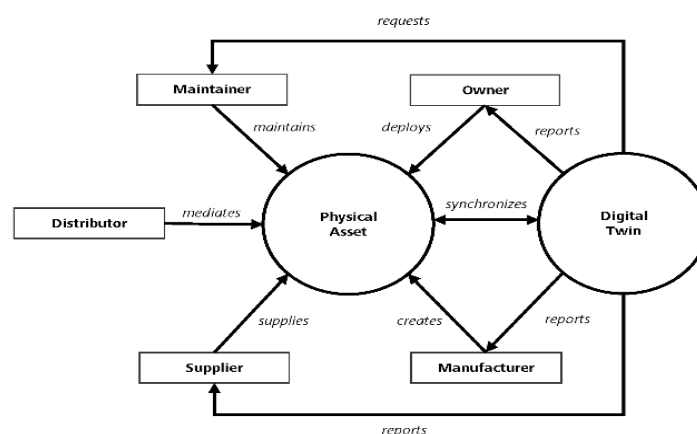 requests
Maintainer
Owner
maintains
deploys
reports
Distributor
mediates
Physical
Asset
synchronizes
Digital
Twin
supplies
creates
reports
Supplier
Manufacturer
reports